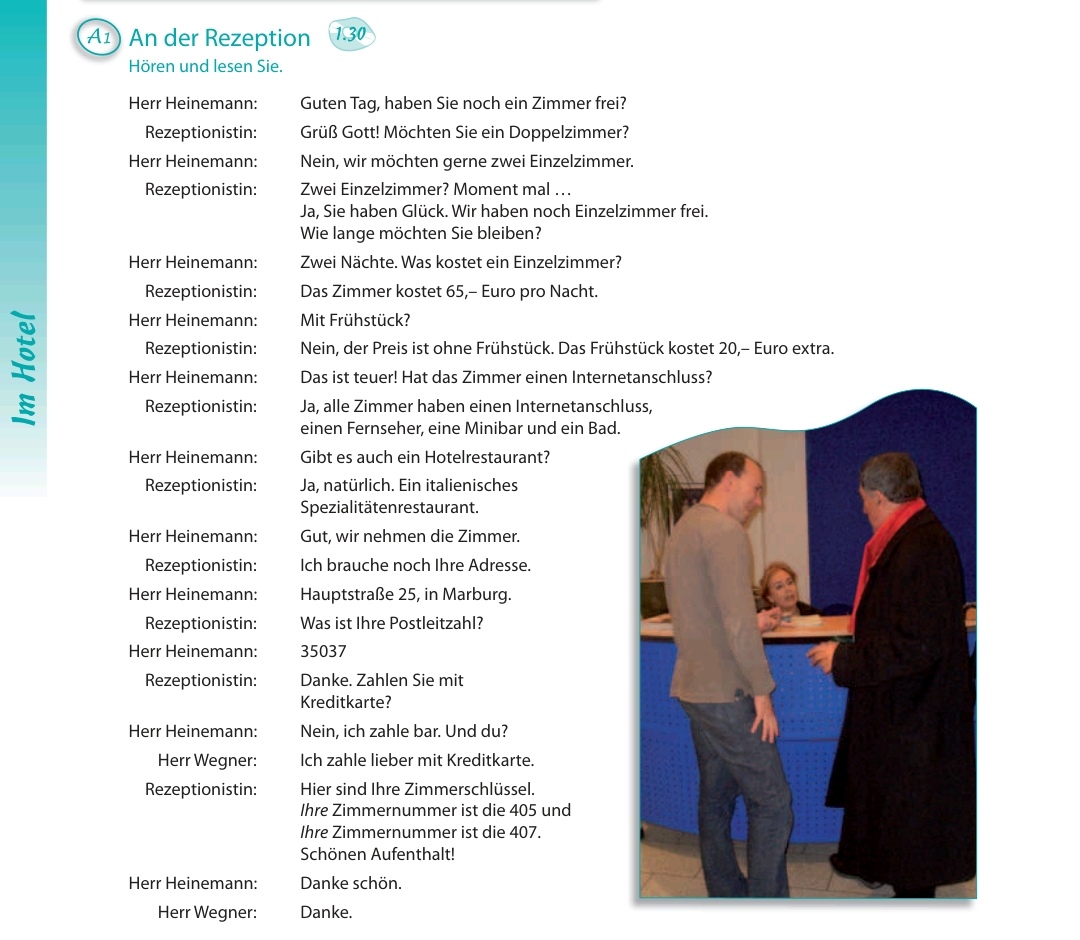 A1 An der Rezeption 1.30
Hören und lesen Sie.
Herr Heinemann: Guten Tag, haben Sie noch ein Zimmer frei?
Rezeptionistin: Grüß Gott! Möchten Sie ein Doppelzimmer?
Herr Heinemann: Nein, wir möchten gerne zwei Einzelzimmer.
Rezeptionistin: Zwei Einzelzimmer? Moment mal …
Ja, Sie haben Glück. Wir haben noch Einzelzimmer frei.
Wie lange möchten Sie bleiben?
Herr Heinemann: Zwei Nächte. Was kostet ein Einzelzimmer?
Rezeptionistin: Das Zimmer kostet 65,– Euro pro Nacht.
Herr Heinemann: Mit Frühstück?
Rezeptionistin: Nein, der Preis ist ohne Frühstück. Das Frühstück kostet 20,– Euro extra.
Herr Heinemann: Das ist teuer! Hat das Zimmer einen Internetanschluss?
Rezeptionistin: Ja, alle Zimmer haben einen Internetanschluss,
einen Fernseher, eine Minibar und ein Bad.
Herr Heinemann: Gibt es auch ein Hotelrestaurant?
Rezeptionistin: Ja, natürlich. Ein italienisches
Spezialitätenrestaurant.
Herr Heinemann: Gut, wir nehmen die Zimmer.
Rezeptionistin: Ich brauche noch Ihre Adresse.
Herr Heinemann: Hauptstraße 25, in Marburg.
Rezeptionistin: Was ist Ihre Postleitzahl?
Herr Heinemann: 35037
Rezeptionistin: Danke. Zahlen Sie mit
Kreditkarte?
Herr Heinemann: Nein, ich zahle bar. Und du?
Herr Wegner: Ich zahle lieber mit Kreditkarte.
Rezeptionistin: Hier sind Ihre Zimmerschlüssel.
Ihre Zimmernummer ist die 405 und
Ihre Zimmernummer ist die 407.
Schönen Aufenthalt!
Herr Heinemann: Danke schön.
Herr Wegner: Danke.
Im Hotel